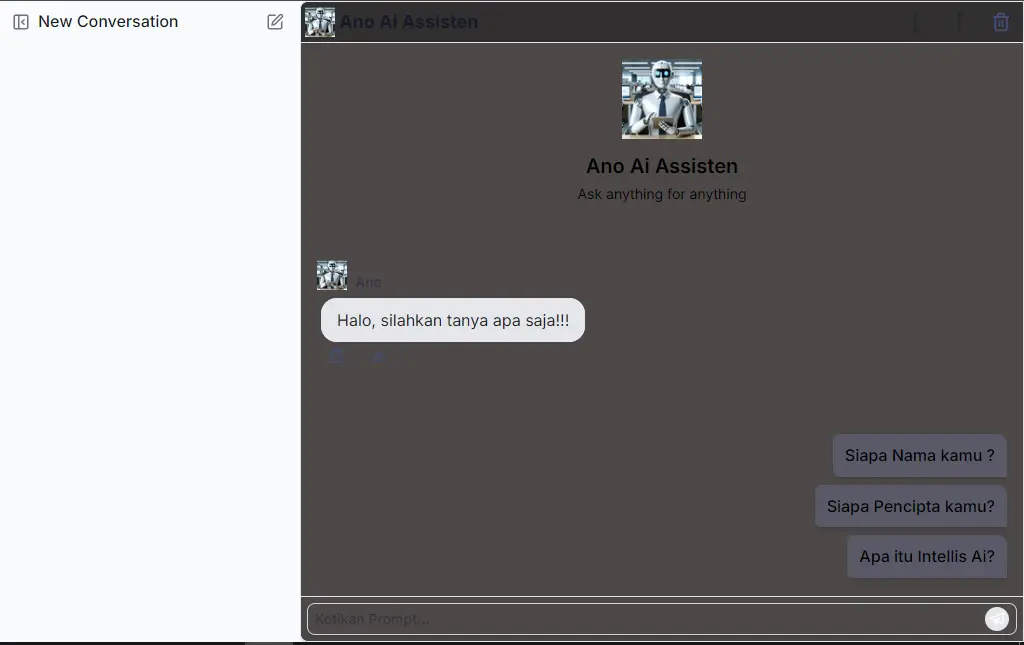 New Conversation
Ano Ai Assisten
Ano Ai Assisten
Ask anything for anything
Ano
Halo, silahkan tanya apa saja!!!
Siapa Nama kamu ?
Siapa Pencipta kamu?
Apa itu Intellis Ai?
Ketikan Prompt...